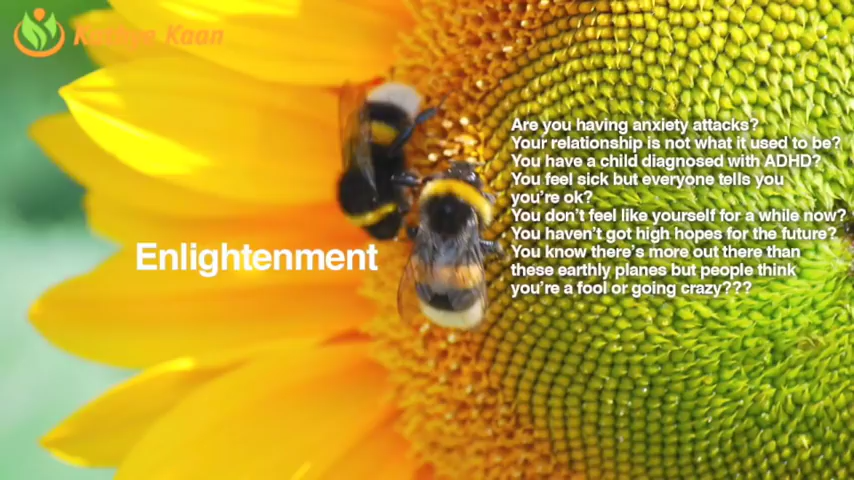 Kathye Kaan
Enlightenment
Are you having anxiety attacks?
Your relationship is not what it used to be?
You have a child diagnosed with ADHD?
You feel sick but everyone tells you
you're ok?
You don't feel like yourself for a while now?
You haven't got high hopes for the future?
You know there's more out there than
these earthly planes but people think
you're a fool or going crazy???